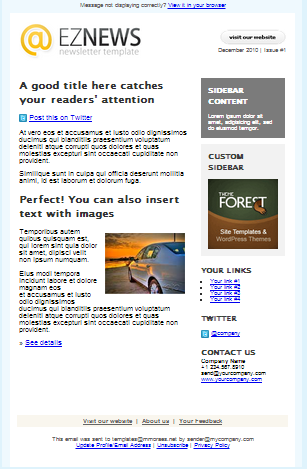 Message not displaying correctly? View it in your browser
@ EZNEWS
newsletter template
visit our website
December 2010 | Issue #1
A good title here catches
your readers' attention
Post this on Twitter
At vero eos et accusamus et iusto odio dignissimos
ducimus qui blanditiis praesentium voluptatum
deleniti atque corrupti quos dolores et quas
molestias excepturi sint occaecati cupiditate non
provident.
Similique sunt in culpa qui officia deserunt mollitia
animi, id est laborum et dolorum fuga.
Perfect! You can also insert
text with images
Temporibus autem
quibus quisquam est,
qui lorem sint quia dolor
sit amet, dipisci velit
non ipsum numquam.
Eius modi tempora
incidunt labore et dolore
magnam eos
et accusamus et iusto
odio dignissimos
ducimus qui blanditiis praesentium voluptatum
deleniti atque corrupti quos dolores et quas
molestias excepturi sint occaecati cupiditate non
provident.
» See details
SIDEBAR
CONTENT
Lorem ipsum dolor sit
amet, adipisicing elit, sed
do eiusmod tempor.
CUSTOM
SIDEBAR
THEME
FOREST
Site Templates &
WordPress Themes
YOUR LINKS
Your link #1
Your link #2
Your link #3
Your link #4
TWITTER
@company
CONTACT US
Company Name
+1 234.567.8910
send@yourcompany.com
www.yourcompany.com
Visit our website | About us | Your Feedback
This email was sent to templates@mmorses.net by sender@mycompany.com
Update Profile/Email Address | Unsubscribe | Privacy Policy